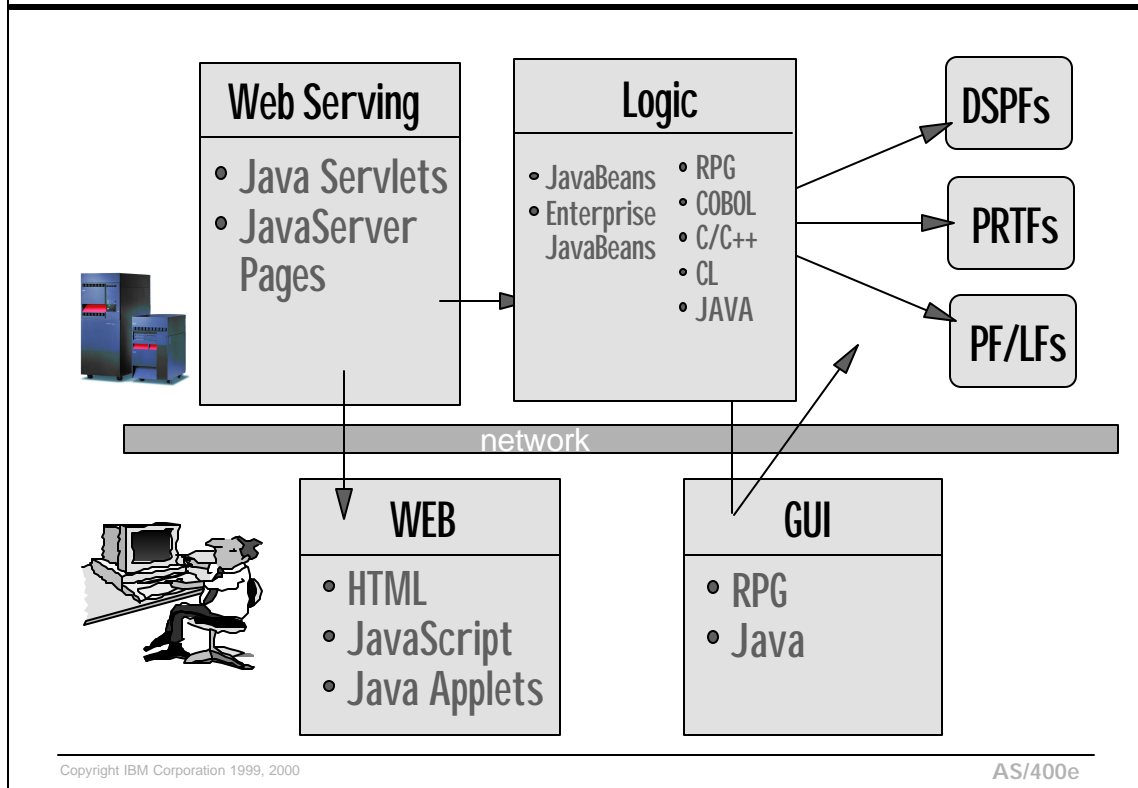 Web Serving
• Java Servlets
• JavaServer
Pages
Logic
• JavaBeans
• Enterprise
JavaBeans
• RPG
• COBOL
• C/C++
• CL
• JAVA
DSPFs
PRTFs
PF/LFs
network
WEB
• HTML
• JavaScript
• Java Applets
GUI
• RPG
• Java
Copyright IBM Corporation 1999, 2000
AS/400e